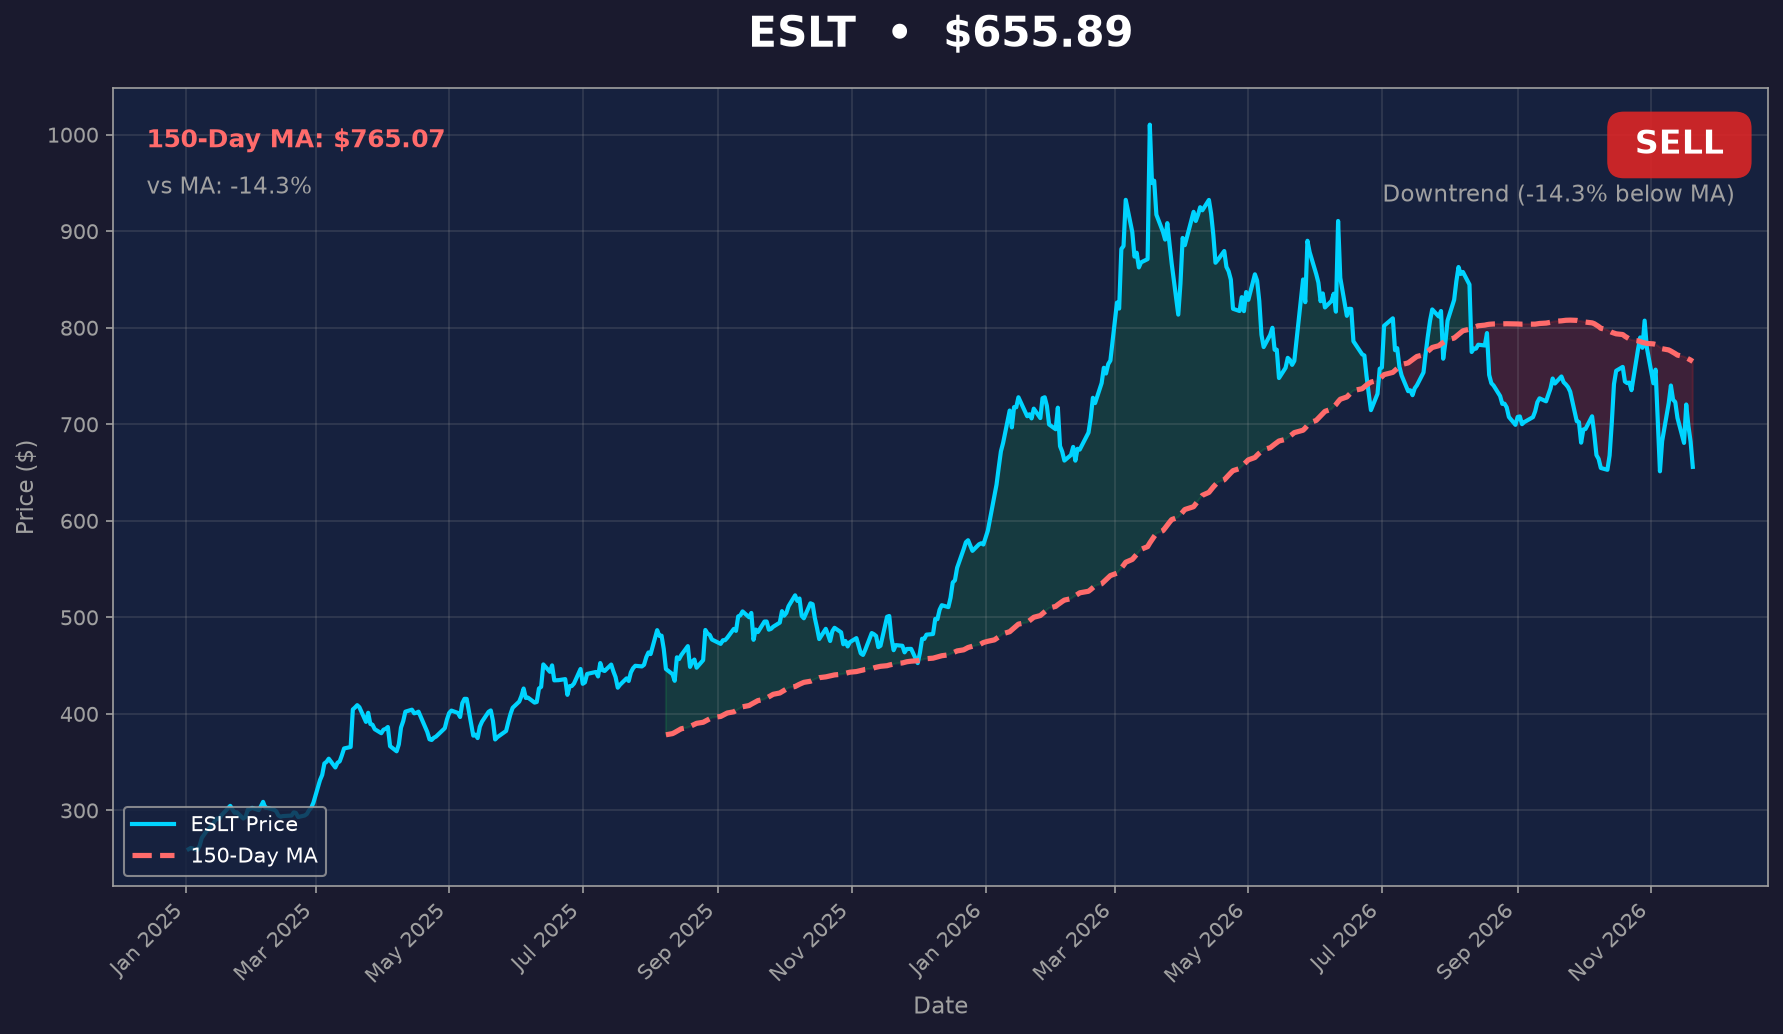 ESLT • $655.89
150-Day MA: $765.07
vs MA: -14.3%
SELL
Downtrend (-14.3% below MA)
Price ($)
1000
900
800
700
600
500
400
300
ESLT Price
150-Day MA
Jan 2025
Mar 2025
May 2025
Jul 2025
Sep 2025
Nov 2025
Jan 2026
Mar 2026
May 2026
Jul 2026
Sep 2026
Nov 2026
Date